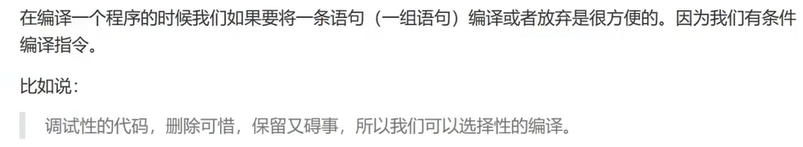 在编译一个程序的时候我们如果要将一条语句（一组语句）编译或者放弃是很方便的。因为我们有条件
编译指令。
比如说：
调试性的代码，删除可惜，保留又碍事，所以我们可以选择性的编译。